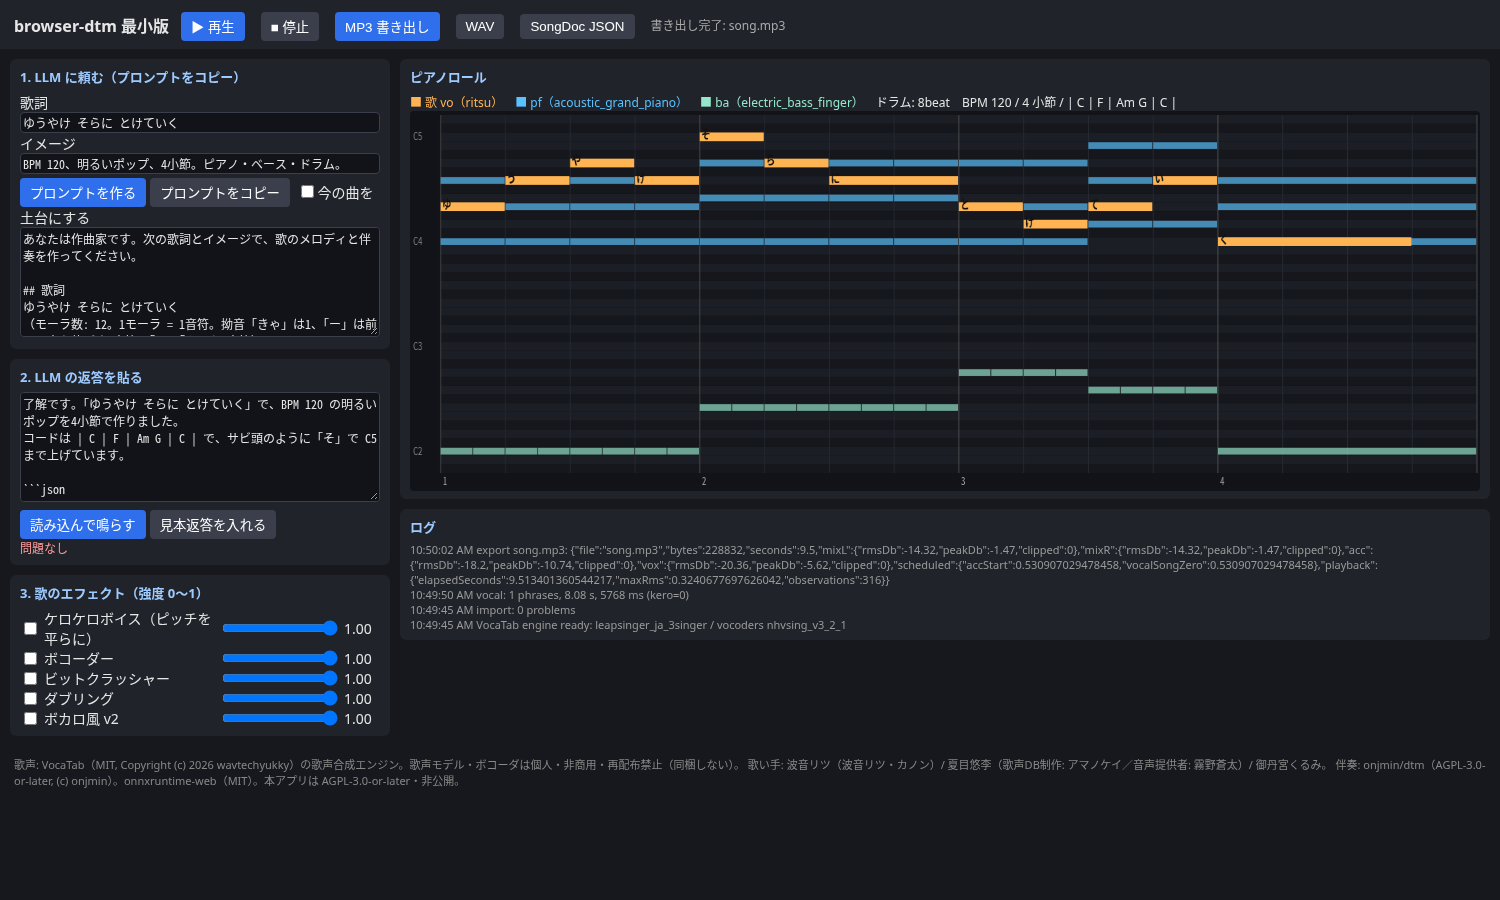 browser-dtm 最小版
▶ 再生
■ 停止
MP3 書き出し
WAV
SongDoc JSON
書き出し完了: song.mp3
1. LLM に頼む（プロンプトをコピー）
歌詞
ゆうやけ そらに とけていく
イメージ
BPM 120、明るいポップ、4小節。ピアノ・ベース・ドラム。
プロンプトを作る
プロンプトをコピー
今の曲を
土台にする
あなたは作曲家です。次の歌詞とイメージで、歌のメロディと伴
奏を作ってください。
## 歌詞
ゆうやけ そらに とけていく
（モーラ数: 12。1モーラ = 1音符。拗音「きゃ」は1、「ー」は前
2. LLM の返答を貼る
了解です。「ゆうやけ そらに とけていく」で、BPM 120 の明るい
ポップを4小節で作りました。
コードは | C | F | Am G | C | で、サビ頭のように「そ」で C5
まで上げています。
```json
読み込んで鳴らす
見本返答を入れる
問題なし
3. 歌のエフェクト（強度 0〜1）
ケロケロボイス（ピッチを
平らに）
1.00
ボコーダー
1.00
ビットクラッシャー
1.00
ダブリング
1.00
ボカロ風 v2
1.00
ピアノロール
歌 vo（ritsu）
pf（acoustic_grand_piano）
ba（electric_bass_finger）
ドラム: 8beat
BPM 120 / 4 小節 / | C | F | Am G | C |
C5
C4
C3
C2
ゆ
う
や
け
そ
ら
に
と
け
て
い
く
1
2
3
4
ログ
10:50:02 AM export song.mp3: {"file":"song.mp3","bytes":228832,"seconds":9.5,"mixL":{"rmsDb":-14.32,"peakDb":-1.47,"clipped":0},"mixR":{"rmsDb":-14.32,"peakDb":-1.47,"clipped":0},"acc":
{"rmsDb":-18.2,"peakDb":-10.74,"clipped":0},"vox":{"rmsDb":-20.36,"peakDb":-5.62,"clipped":0},"scheduled":{"accStart":0.530907029478458,"vocalSongZero":0.530907029478458},"playback":
{"elapsedSeconds":9.513401360544217,"maxRms":0.3240677697626042,"observations":316}}
10:49:50 AM vocal: 1 phrases, 8.08 s, 5768 ms (kero=0)
10:49:45 AM import: 0 problems
10:49:45 AM VocaTab engine ready: leapsinger_ja_3singer / vocoders nhvsing_v3_2_1
歌声: VocaTab（MIT, Copyright (c) 2026 wavtechyukky）の歌声合成エンジン。歌声モデル・ボコーダは個人・非商用・再配布禁止（同梱しない）。 歌い手: 波音リツ（波音リツ・カノン）/ 夏目悠李（歌声DB制作: アマノケイ／音声提供者: 霧野蒼太）/ 御丹宮くるみ。 伴奏: onjmin/dtm（AGPL-3.0-
or-later, (c) onjmin）。onnxruntime-web（MIT）。本アプリは AGPL-3.0-or-later・非公開。